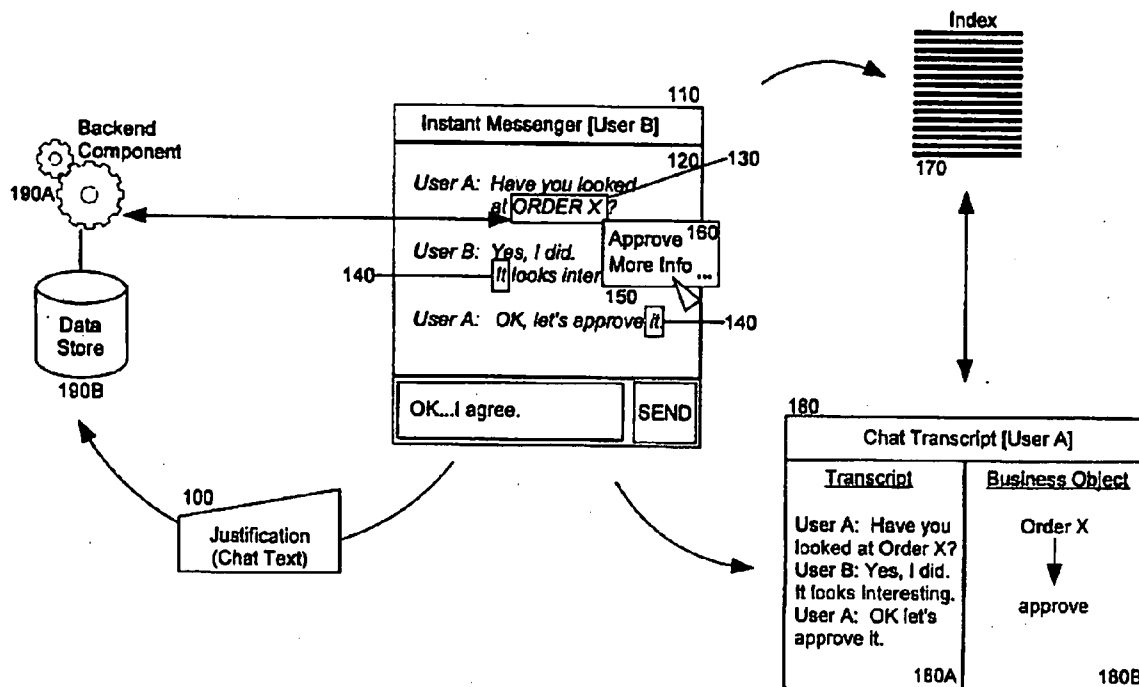 Index
170
Backend
Component
190A
Data
Store
190B
110
Instant Messenger [User B]
120
130
User A: Have you looked
at ORDER X ?
User B: Yes, I did.
It looks inter
140
160
Approve
More Info ...
150
User A: OK, let's approve it.
140
OK...I agree.
SEND
100
Justification
(Chat Text)
180
Chat Transcript [User A]
Transcript
User A: Have you
looked at Order X?
User B: Yes, I did.
It looks Interesting.
User A: OK let's
approve it.
180A
Business Object
Order X
approve
180B